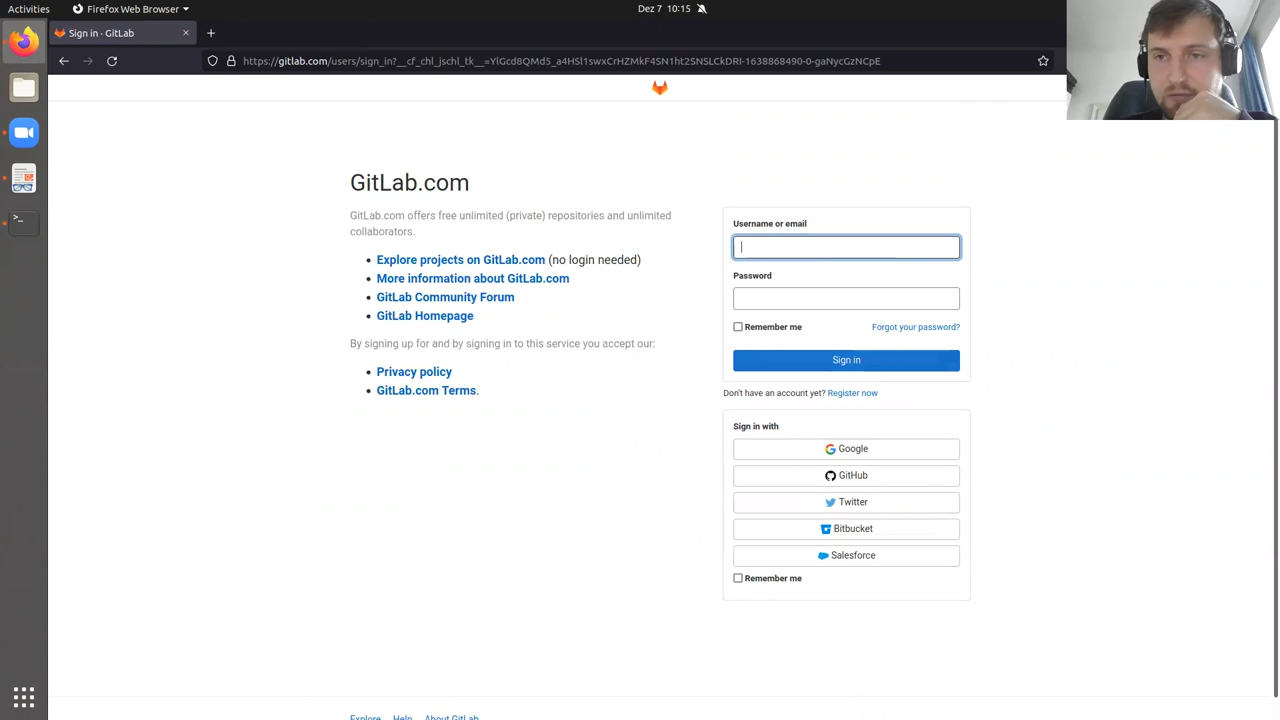 Activities
Firefox Web Browser
Dez 7 10:15
Sign in · GitLab
https://gitlab.com/users/sign_in?__cf_chl_jschl_tk__=YlGcd8QMd5_a4HSl1swxCrHZMkF4SN1ht2SNSLCkDRI-1638868490-0-gaNycGzNCpE
GitLab.com
GitLab.com offers free unlimited (private) repositories and unlimited
collaborators.
Explore projects on GitLab.com (no login needed)
More information about GitLab.com
GitLab Community Forum
GitLab Homepage
By signing up for and by signing in to this service you accept our:
Privacy policy
GitLab.com Terms.
Username or email
Password
Remember me
Forgot your password?
Sign in
Don't have an account yet? Register now
Sign in with
Google
GitHub
Twitter
Bitbucket
Salesforce
Remember me
Explore Help About GitLab